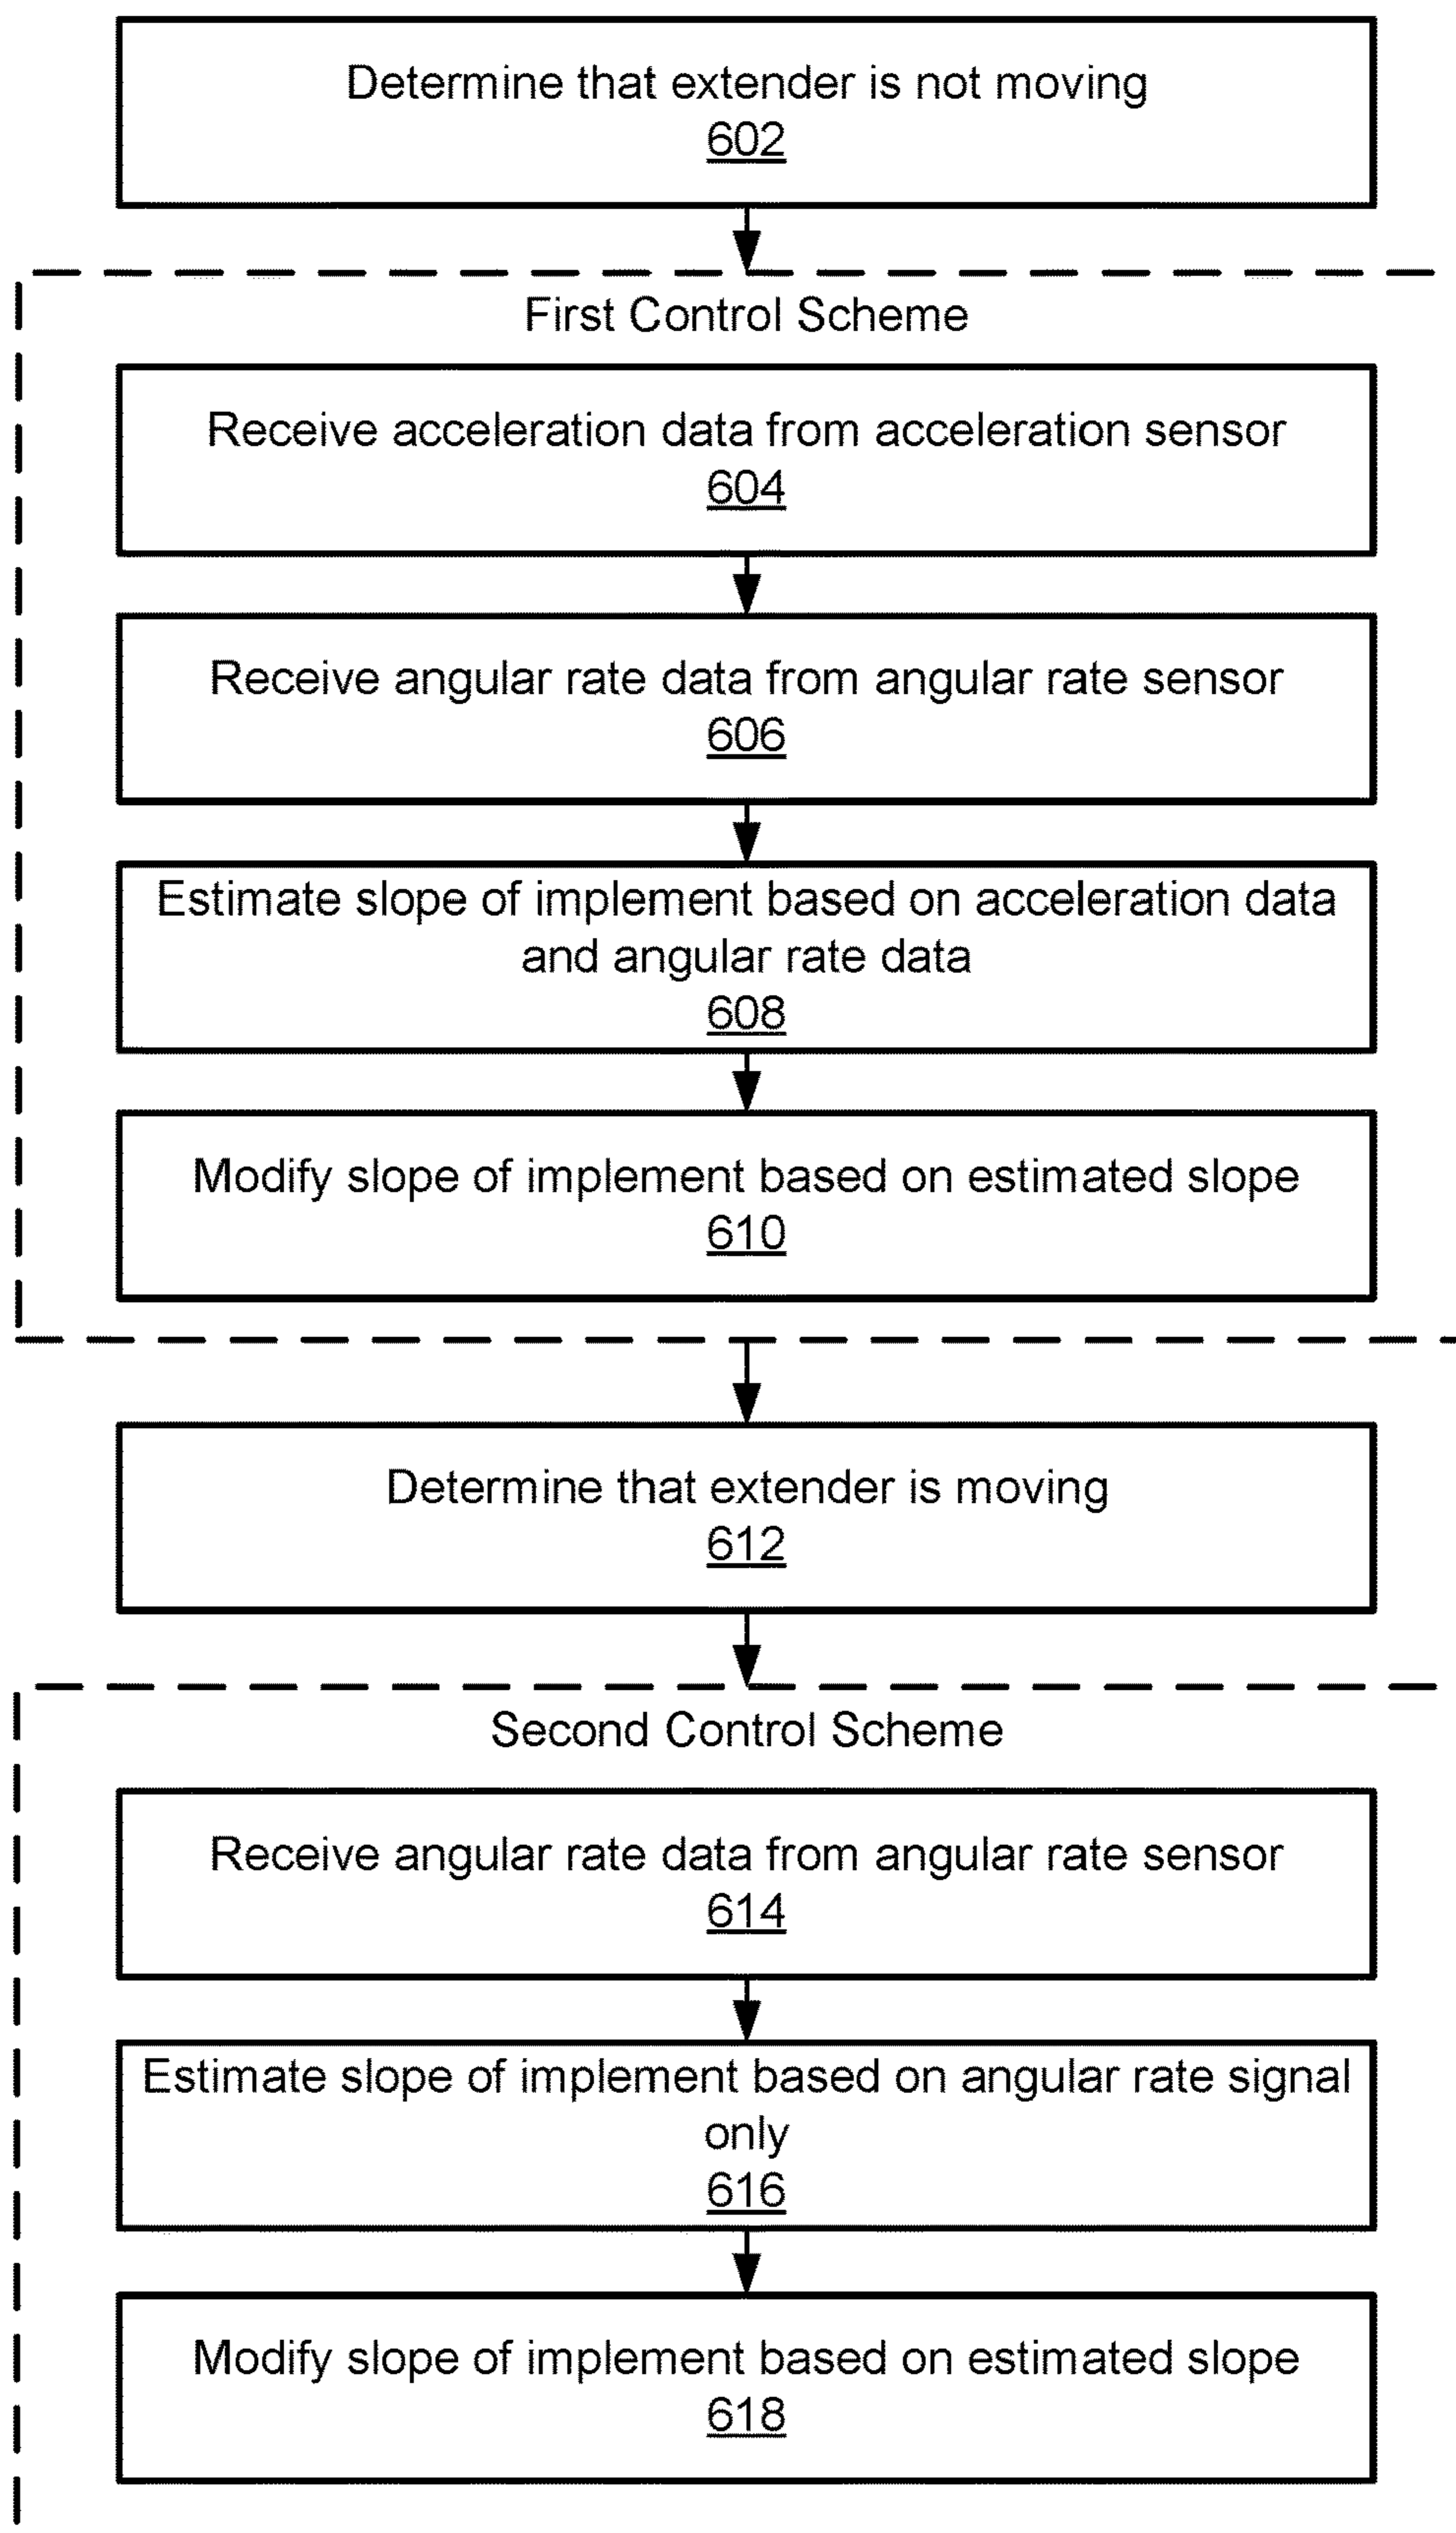 Determine that extender is not moving
602
First Control Scheme
Receive acceleration data from acceleration sensor
604
Receive angular rate data from angular rate sensor
606
Estimate slope of implement based on acceleration data
and angular rate data
608
Modify slope of implement based on estimated slope
610
Determine that extender is moving
612
Second Control Scheme
Receive angular rate data from angular rate sensor
614
Estimate slope of implement based on angular rate signal
only
616
Modify slope of implement based on estimated slope
618